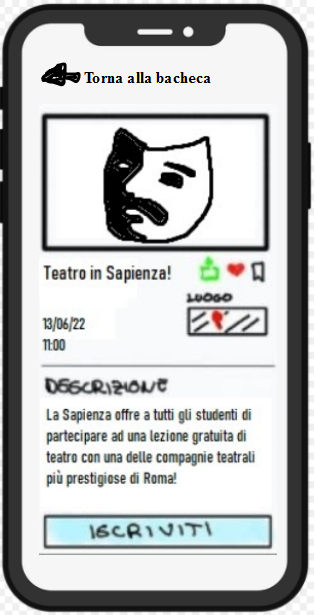 Torna alla bacheca
Teatro in Sapienza!
LUOGO
13/06/22
11:00
DESCRIZIONE
La Sapienza offre a tutti gli studenti di
partecipare ad una lezione gratuita di
teatro con una delle compagnie teatrali
più prestigiose di Roma!
ISCRIVITI